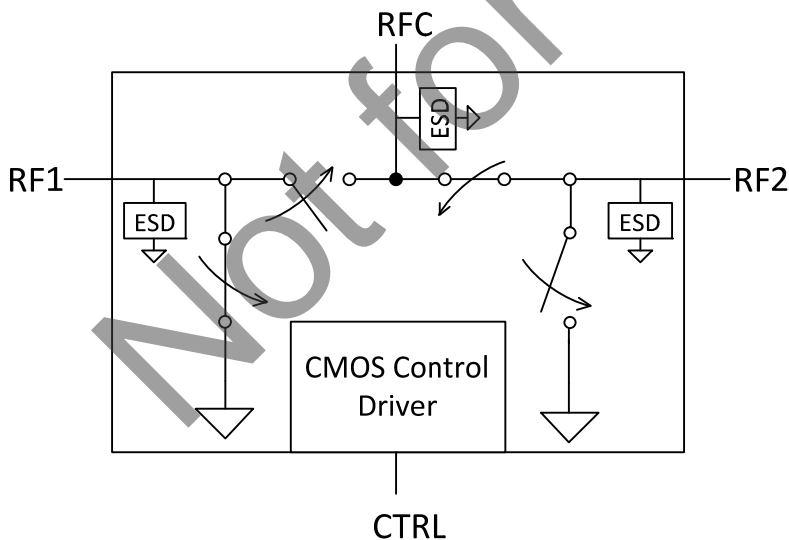 RFC
ESD
RF1
RF2
ESD
ESD
Not for
CMOS Control
Driver
CTRL